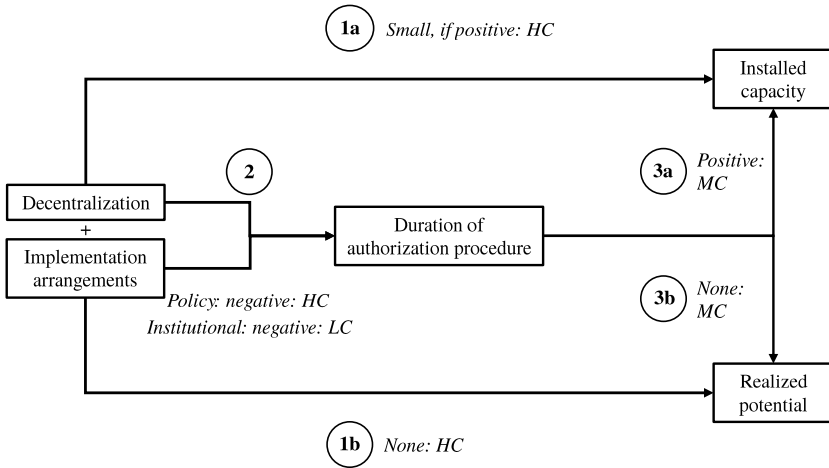 1a
Small, if positive: HC
Installed
capacity
2
3a
Positive:
MC
Decentralization
+
Implementation
arrangements
Duration of
authorization procedure
Policy: negative: HC
Institutional: negative: LC
3b
None:
MC
Realized
potential
1b
None: HC